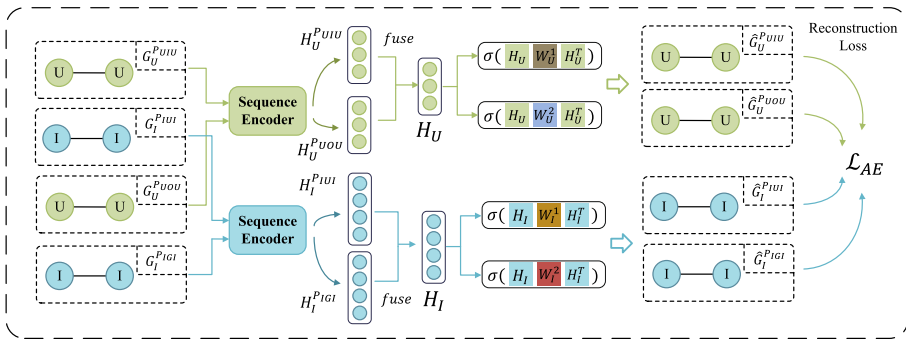 U U G_U^{P_{UIU}}
I I G_I^{P_{IUI}}
U U G_U^{P_{UOU}}
I I G_I^{P_{IGI}}
Sequence
Encoder
Sequence
Encoder
H_U^{P_{UIU}}
fuse
H_U^{P_{UOU}}
H_U
H_I^{P_{IUI}}
H_I^{P_{IGI}}
fuse
H_I
σ( H_U W_U^1 H_U^T )
σ( H_U W_U^2 H_U^T )
σ( H_I W_I^1 H_I^T )
σ( H_I W_I^2 H_I^T )
U U Ĝ_U^{P_{UIU}}
U U Ĝ_U^{P_{UOU}}
I I Ĝ_I^{P_{IUI}}
I I Ĝ_I^{P_{IGI}}
Reconstruction
Loss
ℒ_{AE}